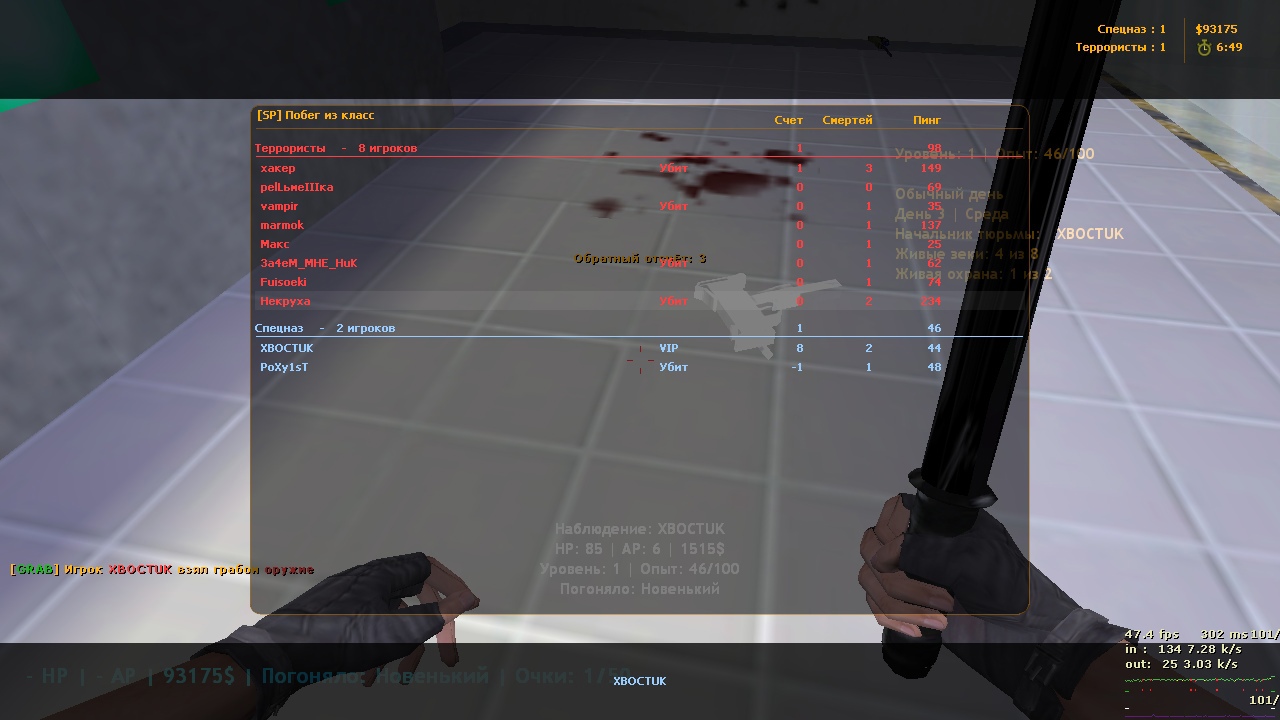 Спецназ : 1 $93175
Террористы : 1 6:49
[SP] Побег из класс
Счет Смертей Пинг
Террористы - 8 игроков 1 98
Уровень: 1 | Опыт: 46/100
хакер Убит 1 3 149
pelLьмeIIIка 0 0 69
Обычный день
vampir Убит 0 1 35
День 3 | Среда
marmok 0 1 137
Начальник тюрьмы: XBOCTUK
Макс 0 1 25
Живые зеки: 4 из 8
Обратный отсчёт: 3
3a4eM_MHE_HuK Убит 0 1 62
Живая охрана: 1 из 2
Fuisoeki 0 1 74
Некруха Убит 0 2 234
Спецназ - 2 игроков 1 46
XBOCTUK VIP 8 2 44
PoXy1sT Убит -1 1 48
Наблюдение: XBOCTUK
HP: 85 | AP: 6 | 1515$
Уровень: 1 | Опыт: 46/100
Погоняло: Новенький
[GRAB] Игрок XBOCTUK взял грабом оружие
47.4 fps 302 ms 101/
in : 134 7.28 k/s
out: 25 3.03 k/s
- HP | - AP | 93175$ | Погоняло: Новенький | Очки: 1/50
XBOCTUK
101/